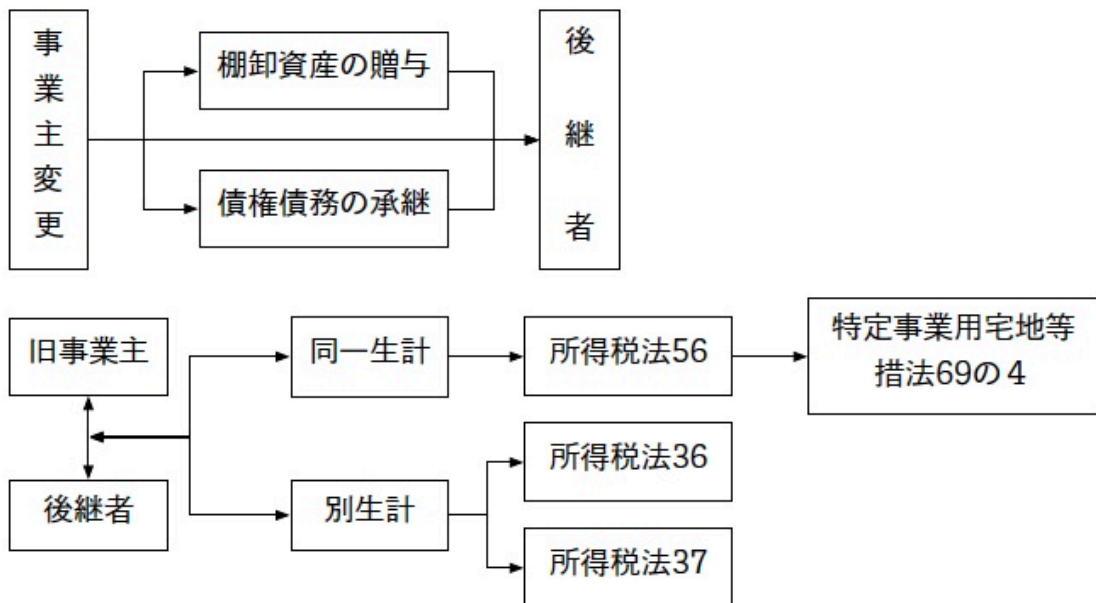 事業主変更
棚卸資産の贈与
債権債務の承継
後継者
旧事業主
後継者
同一生計
別生計
所得税法56
所得税法36
所得税法37
特定事業用宅地等
措法69の4